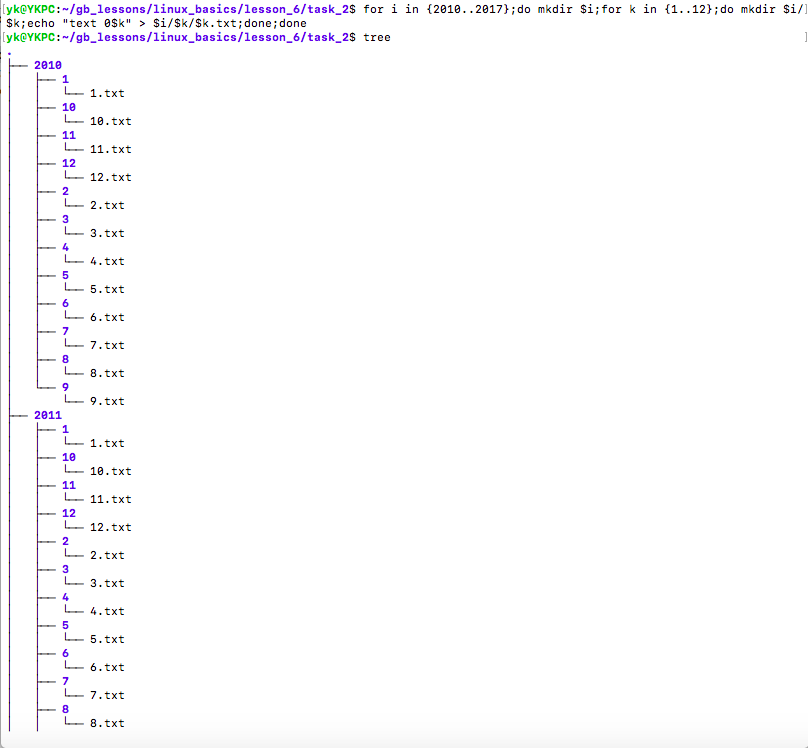 [yk@YKPC:~/gb_lessons/linux_basics/lesson_6/task_2$ for i in {2010..2017};do mkdir $i;for k in {1..12};do mkdir $i/]
$k;echo "text 0$k" > $i/$k/$k.txt;done;done
[yk@YKPC:~/gb_lessons/linux_basics/lesson_6/task_2$ tree ]
.
├── 2010
│   ├── 1
│   │   └── 1.txt
│   ├── 10
│   │   └── 10.txt
│   ├── 11
│   │   └── 11.txt
│   ├── 12
│   │   └── 12.txt
│   ├── 2
│   │   └── 2.txt
│   ├── 3
│   │   └── 3.txt
│   ├── 4
│   │   └── 4.txt
│   ├── 5
│   │   └── 5.txt
│   ├── 6
│   │   └── 6.txt
│   ├── 7
│   │   └── 7.txt
│   ├── 8
│   │   └── 8.txt
│   └── 9
│       └── 9.txt
├── 2011
│   ├── 1
│   │   └── 1.txt
│   ├── 10
│   │   └── 10.txt
│   ├── 11
│   │   └── 11.txt
│   ├── 12
│   │   └── 12.txt
│   ├── 2
│   │   └── 2.txt
│   ├── 3
│   │   └── 3.txt
│   ├── 4
│   │   └── 4.txt
│   ├── 5
│   │   └── 5.txt
│   ├── 6
│   │   └── 6.txt
│   ├── 7
│   │   └── 7.txt
│   ├── 8
│   │   └── 8.txt